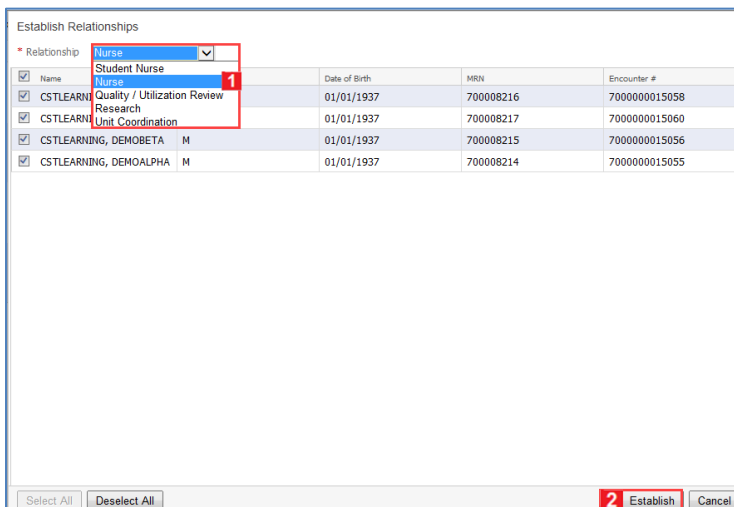 Establish Relationships
* Relationship Nurse
Student Nurse
Name Nurse 1 Date of Birth MRN Encounter #
CSTLEARNI Quality / Utilization Review 01/01/1937 700008216 7000000015058
Research
CSTLEARNI Unit Coordination 01/01/1937 700008217 7000000015060
CSTLEARNING, DEMOBETA M 01/01/1937 700008215 7000000015056
CSTLEARNING, DEMOALPHA M 01/01/1937 700008214 7000000015055
Select All Deselect All 2 Establish Cancel